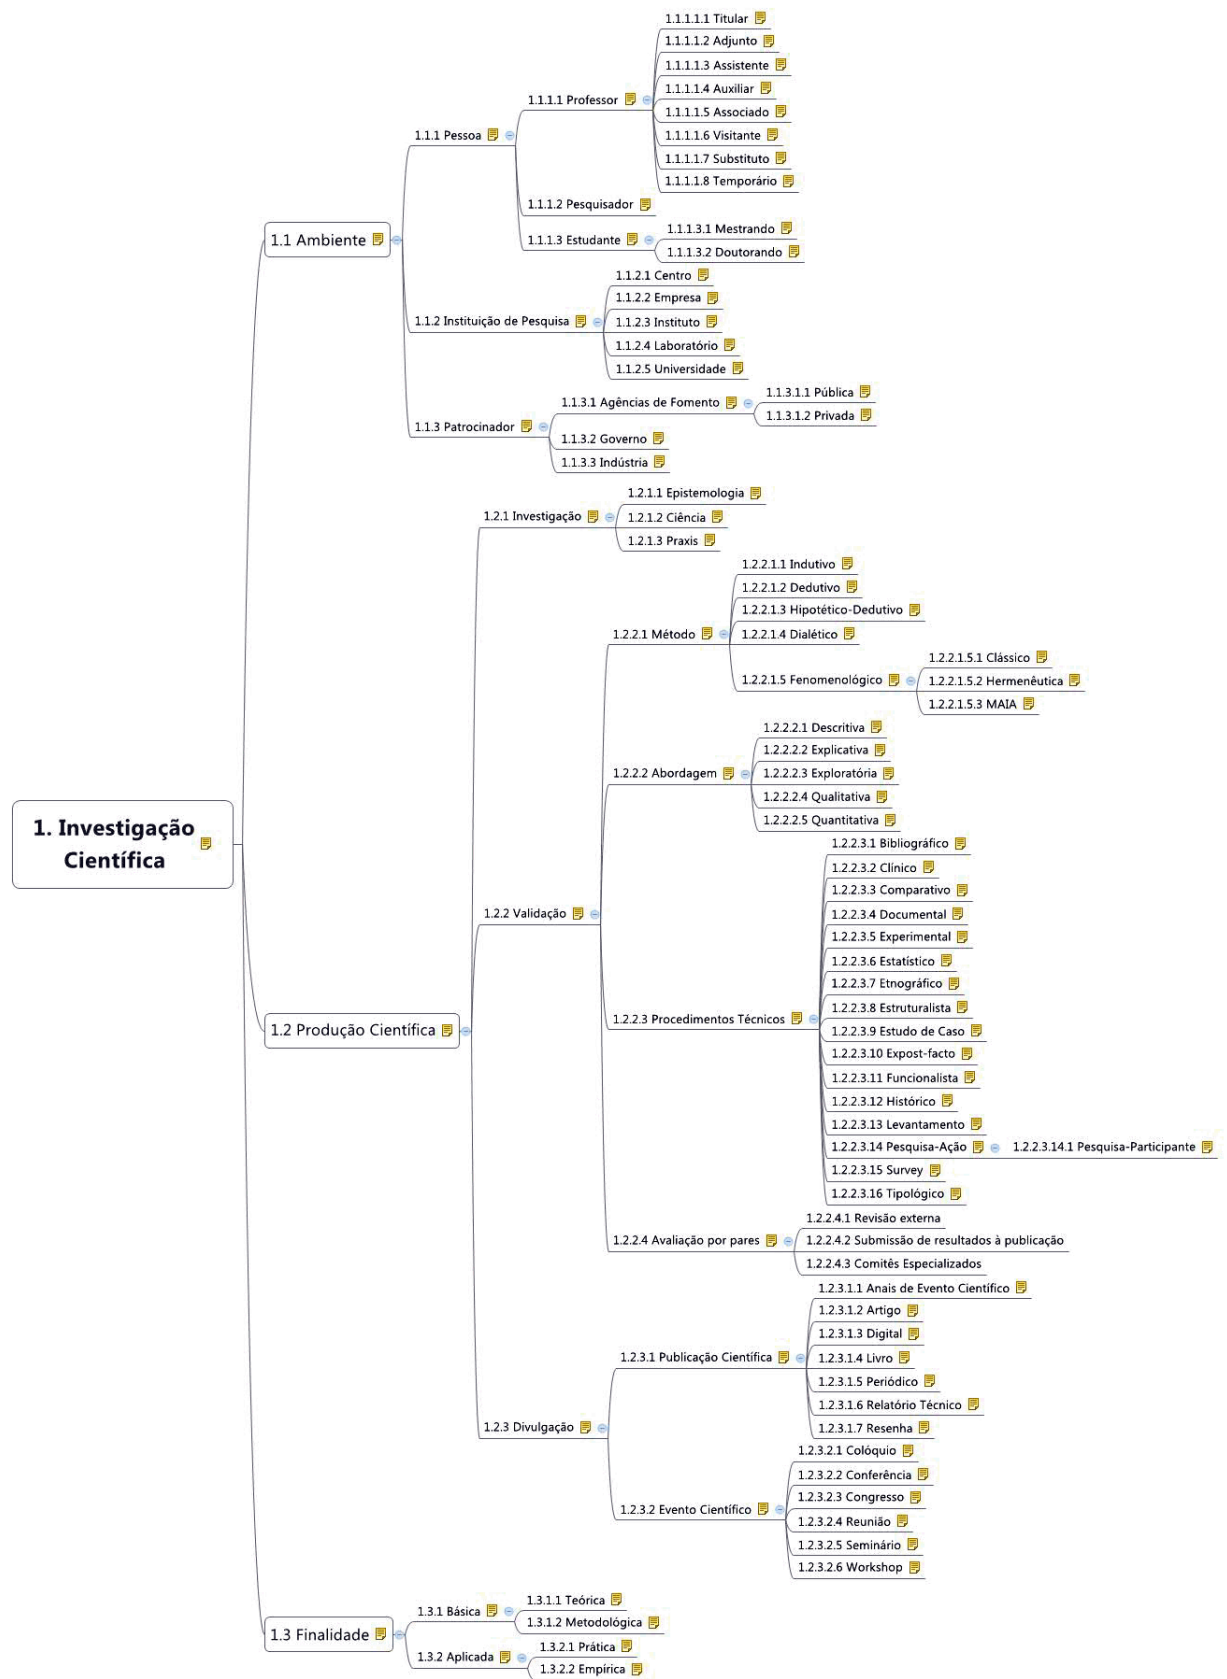 1.1.1.1.1 Titular
1.1.1.1.2 Adjunto
1.1.1.1.3 Assistente
1.1.1.1.4 Auxiliar
1.1.1.1 Professor
1.1.1.1.5 Associado
1.1.1 Pessoa
1.1.1.1.6 Visitante
1.1.1.1.7 Substituto
1.1.1.1.8 Temporário
1.1.1.2 Pesquisador
1.1.1.3.1 Mestrando
1.1 Ambiente
1.1.1.3 Estudante
1.1.1.3.2 Doutorando
1.1.2.1 Centro
1.1.2.2 Empresa
1.1.2 Instituição de Pesquisa
1.1.2.3 Instituto
1.1.2.4 Laboratório
1.1.2.5 Universidade
1.1.3.1.1 Pública
1.1.3.1 Agências de Fomento
1.1.3.1.2 Privada
1.1.3 Patrocinador
1.1.3.2 Governo
1.1.3.3 Indústria
1.2.1.1 Epistemologia
1.2.1 Investigação
1.2.1.2 Ciência
1.2.1.3 Praxis
1.2.2.1.1 Indutivo
1.2.2.1.2 Dedutivo
1.2.2.1.3 Hipotético-Dedutivo
1.2.2.1 Método
1.2.2.1.4 Dialético
1.2.2.1.5.1 Clássico
1.2.2.1.5 Fenomenológico
1.2.2.1.5.2 Hermenêutica
1.2.2.1.5.3 MAIA
1.2.2.2.1 Descritiva
1.2.2.2.2 Explicativa
1.2.2.2 Abordagem
1.2.2.2.3 Exploratória
1.2.2.2.4 Qualitativa
1.2.2.2.5 Quantitativa
1. Investigação
Científica
1.2.2.3.1 Bibliográfico
1.2.2.3.2 Clínico
1.2.2.3.3 Comparativo
1.2.2 Validação
1.2.2.3.4 Documental
1.2.2.3.5 Experimental
1.2.2.3.6 Estatístico
1.2.2.3.7 Etnográfico
1.2.2.3.8 Estruturalista
1.2.2.3 Procedimentos Técnicos
1.2 Produção Científica
1.2.2.3.9 Estudo de Caso
1.2.2.3.10 Expost-facto
1.2.2.3.11 Funcionalista
1.2.2.3.12 Histórico
1.2.2.3.13 Levantamento
1.2.2.3.14 Pesquisa-Ação
1.2.2.3.14.1 Pesquisa-Participante
1.2.2.3.15 Survey
1.2.2.3.16 Tipológico
1.2.2.4.1 Revisão externa
1.2.2.4 Avaliação por pares
1.2.2.4.2 Submissão de resultados à publicação
1.2.2.4.3 Comitês Especializados
1.2.3.1.1 Anais de Evento Científico
1.2.3.1.2 Artigo
1.2.3.1.3 Digital
1.2.3.1 Publicação Científica
1.2.3.1.4 Livro
1.2.3.1.5 Periódico
1.2.3.1.6 Relatório Técnico
1.2.3 Divulgação
1.2.3.1.7 Resenha
1.2.3.2.1 Colóquio
1.2.3.2.2 Conferência
1.2.3.2.3 Congresso
1.2.3.2 Evento Científico
1.2.3.2.4 Reunião
1.2.3.2.5 Seminário
1.2.3.2.6 Workshop
1.3.1.1 Teórica
1.3.1 Básica
1.3.1.2 Metodológica
1.3 Finalidade
1.3.2.1 Prática
1.3.2 Aplicada
1.3.2.2 Empírica